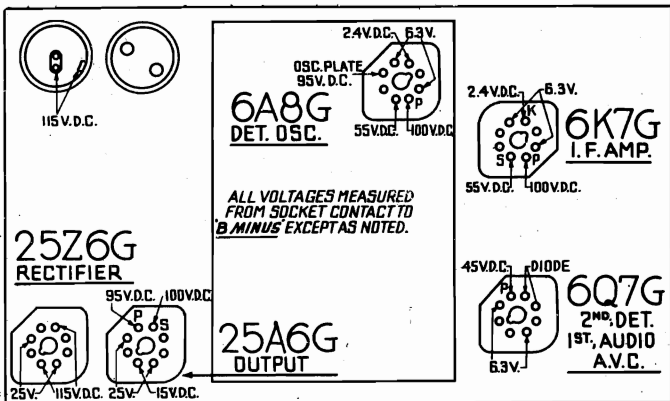 115V.D.C.
2.4V.D.C. 6.3V.
OSC. PLATE
95V. D.C.
P
55V. D.C. 100V.D.C.
6A8G
DET. OSC.
2.4V.D.C. K 6.3V.
S P
55V.D.C. 100V.D.C.
6K7G
I.F. AMP.
ALL VOLTAGES MEASURED
FROM SOCKET CONTACT TO
'B MINUS' EXCEPT AS NOTED.
25Z6G
RECTIFIER
25V. 115V.D.C.
95V.D.C. 100V.D.C.
P S
25V. 15V.D.C.
25A6G
OUTPUT
45V.D.C. DIODE
P
6.3V.
6Q7G
2ND. DET.
1ST. AUDIO
A.V.C.